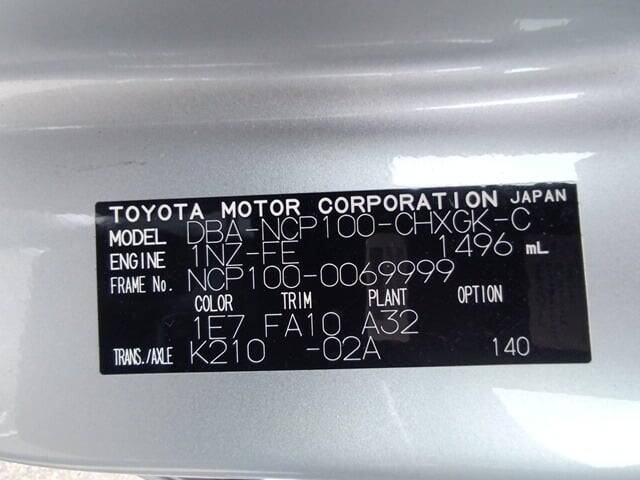 TOYOTA MOTOR CORPORATION JAPAN
MODEL DBA-NCP100-CHXGK-C
ENGINE 1NZ-FE 1496 mL
FRAME No. NCP100-0069999
COLOR TRIM PLANT OPTION
1E7 FA10 A32
TRANS./AXLE K210 -02A 140